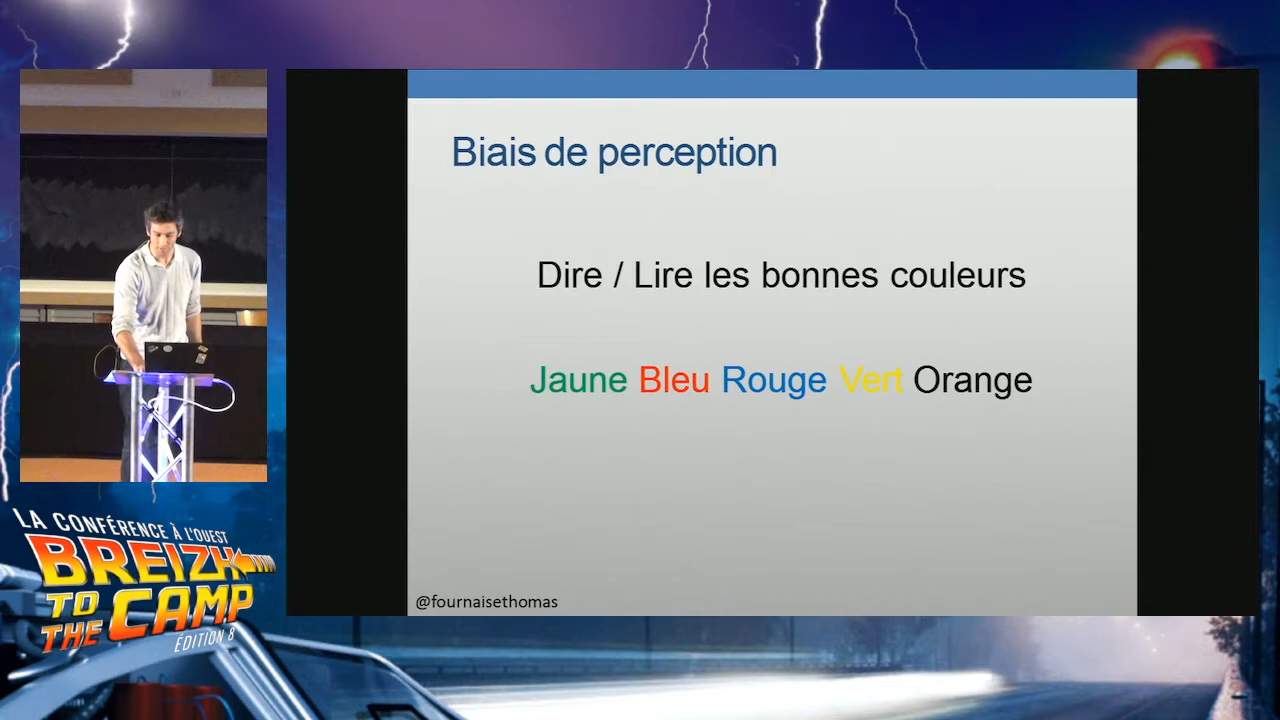 Biais de perception
Dire / Lire les bonnes couleurs
Jaune Bleu Rouge Vert Orange
@fournaisethomas
LA CONFÉRENCE À L'OUEST
BREIZH
TO CAMP
THE
ÉDITION 8